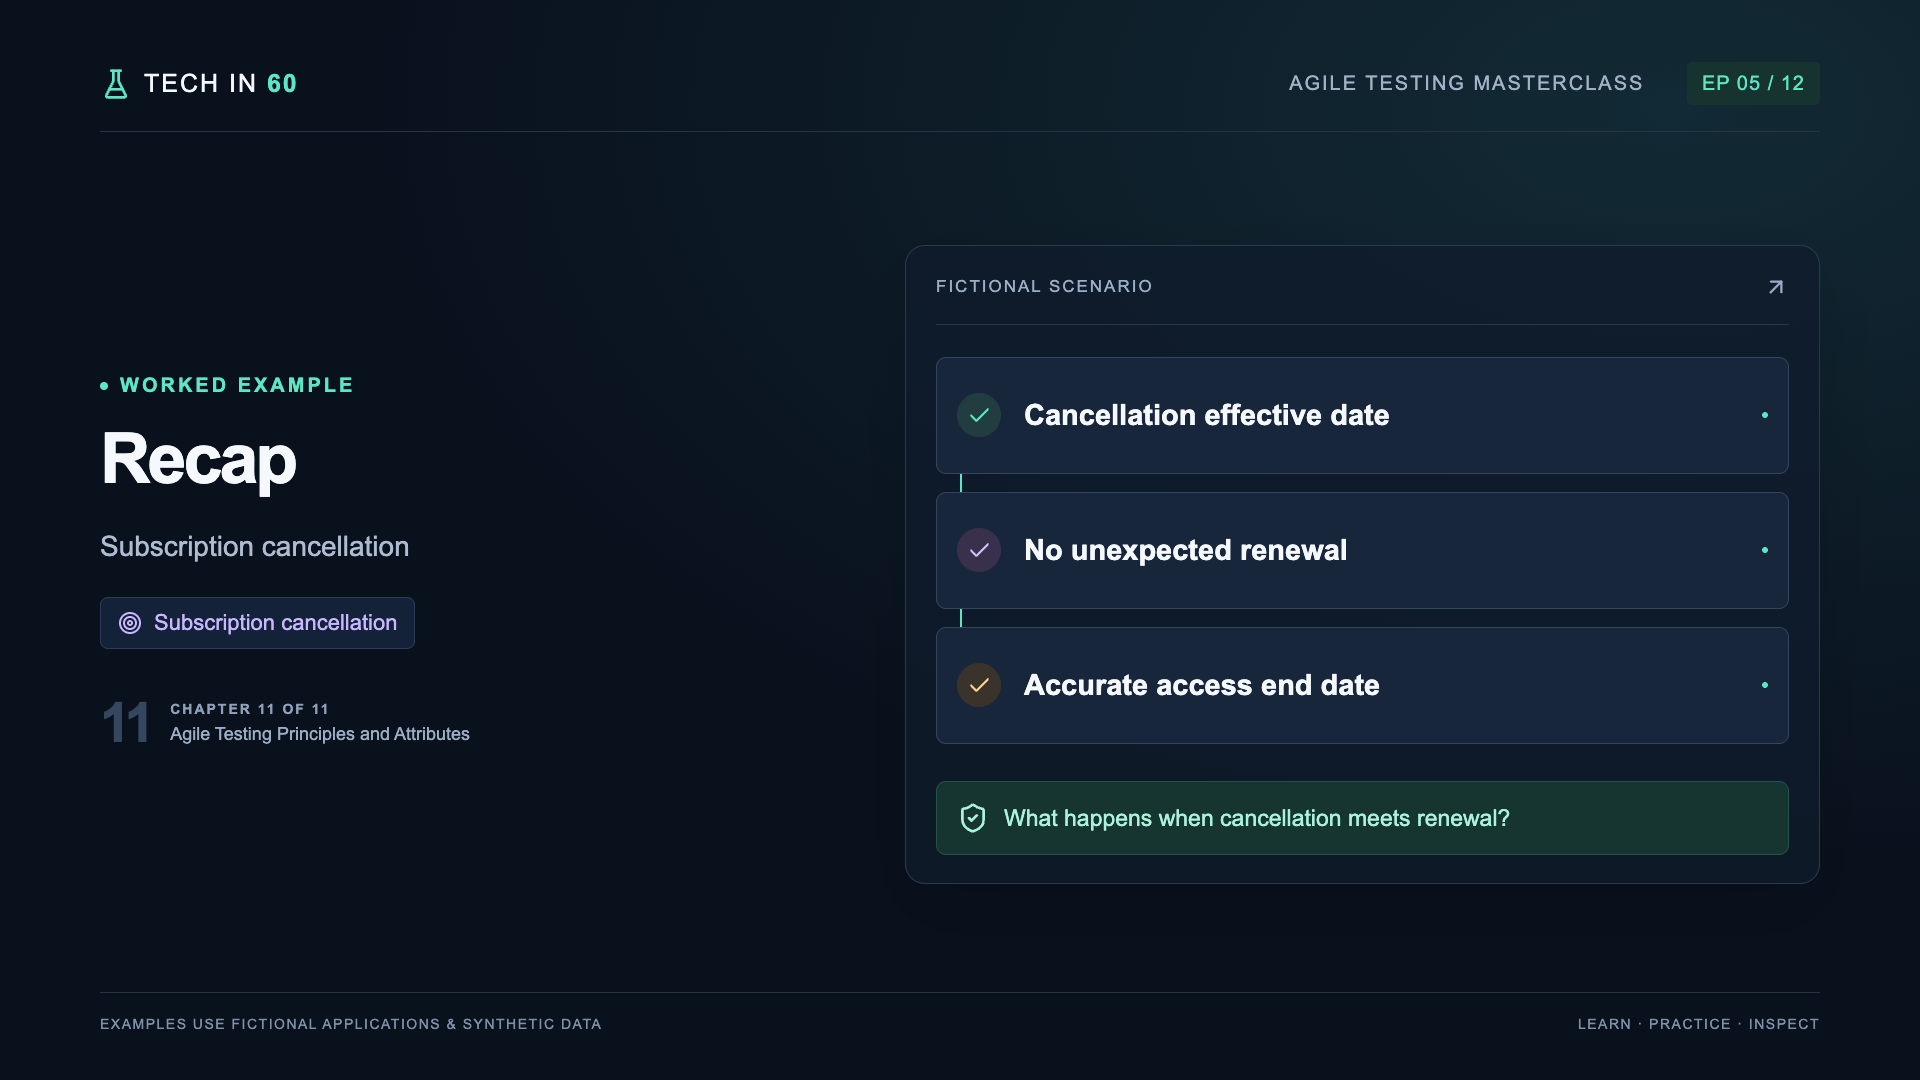 TECH IN 60
AGILE TESTING MASTERCLASS
EP 05 / 12
WORKED EXAMPLE
Recap
Subscription cancellation
Subscription cancellation
11
CHAPTER 11 OF 11
Agile Testing Principles and Attributes
FICTIONAL SCENARIO
Cancellation effective date
No unexpected renewal
Accurate access end date
What happens when cancellation meets renewal?
EXAMPLES USE FICTIONAL APPLICATIONS & SYNTHETIC DATA
LEARN · PRACTICE · INSPECT